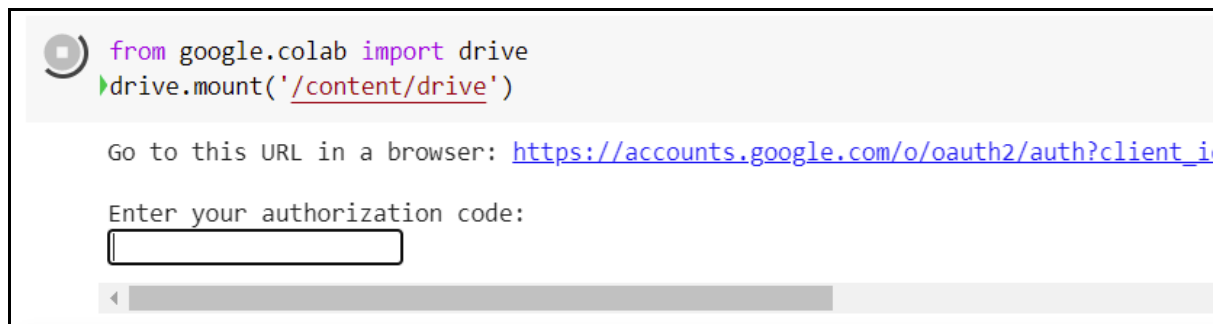 from google.colab import drive
drive.mount('/content/drive')
Go to this URL in a browser: https://accounts.google.com/o/oauth2/auth?client_i
Enter your authorization code: